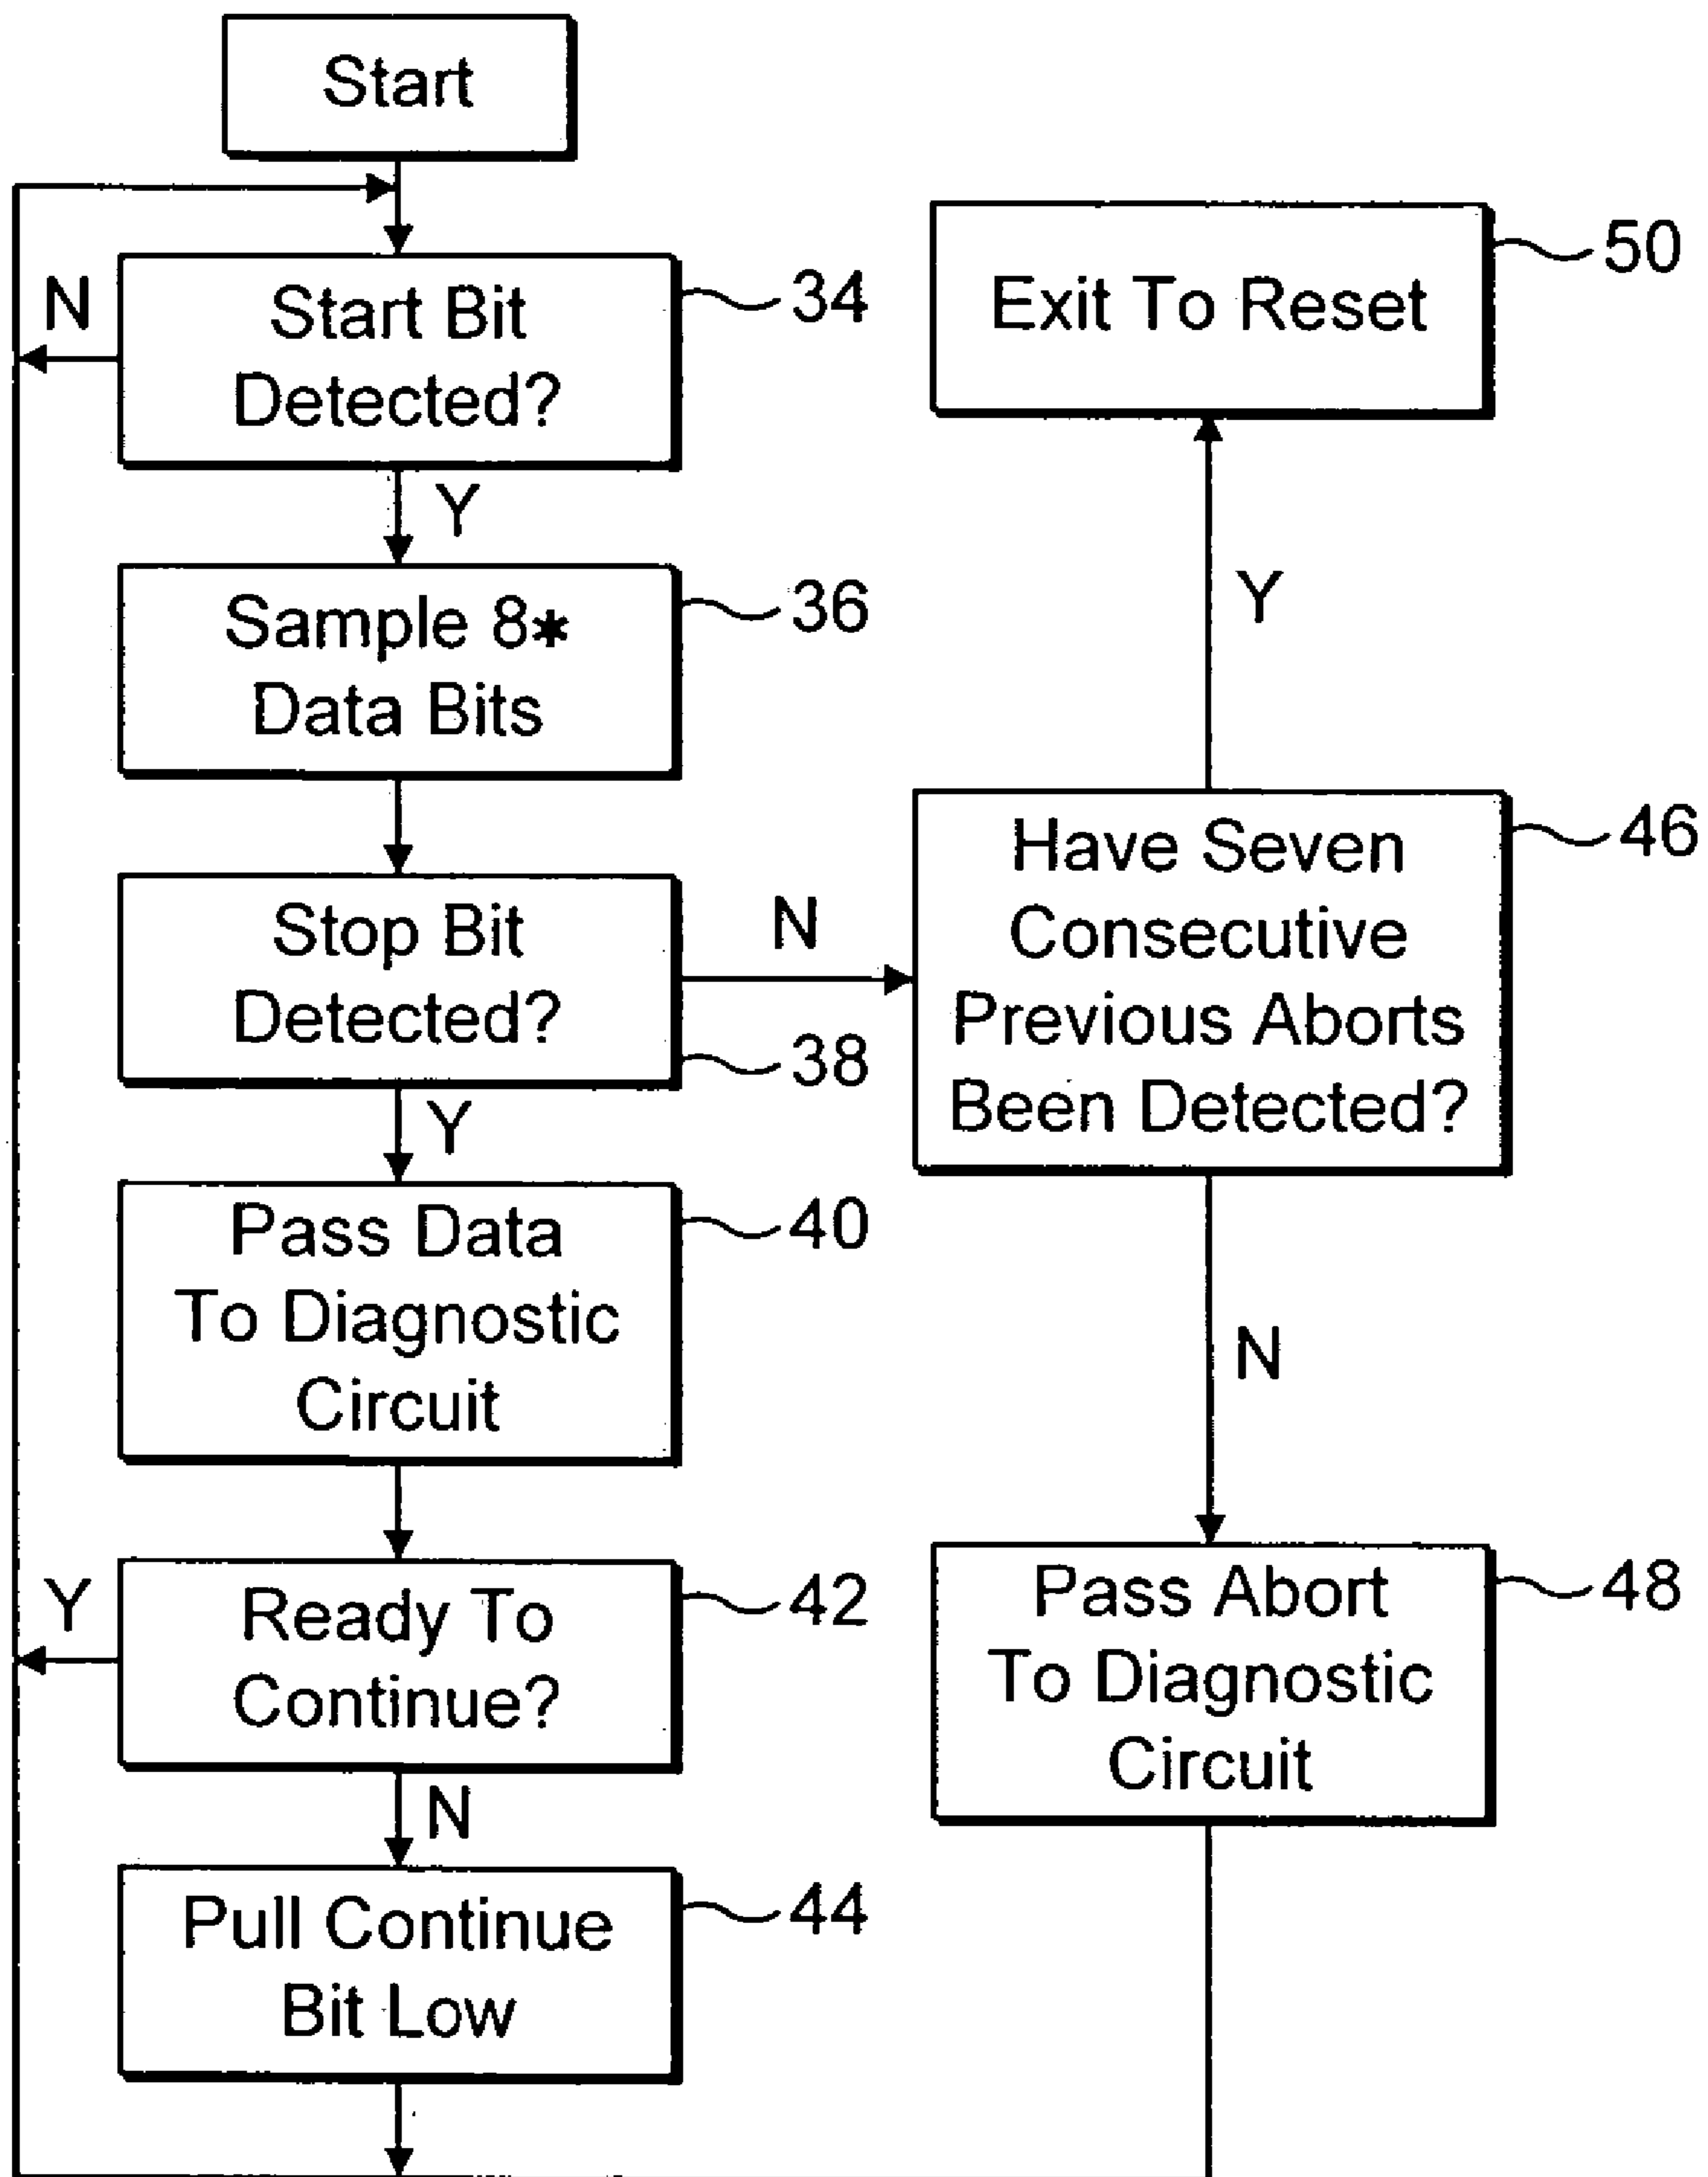 Start
N
Start Bit
Detected?
34
Y
Sample 8*
Data Bits
36
Stop Bit
Detected?
38
N
Y
Pass Data
To Diagnostic
Circuit
40
Y
Ready To
Continue?
42
N
Pull Continue
Bit Low
44
Exit To Reset
50
Y
Have Seven
Consecutive
Previous Aborts
Been Detected?
46
N
Pass Abort
To Diagnostic
Circuit
48